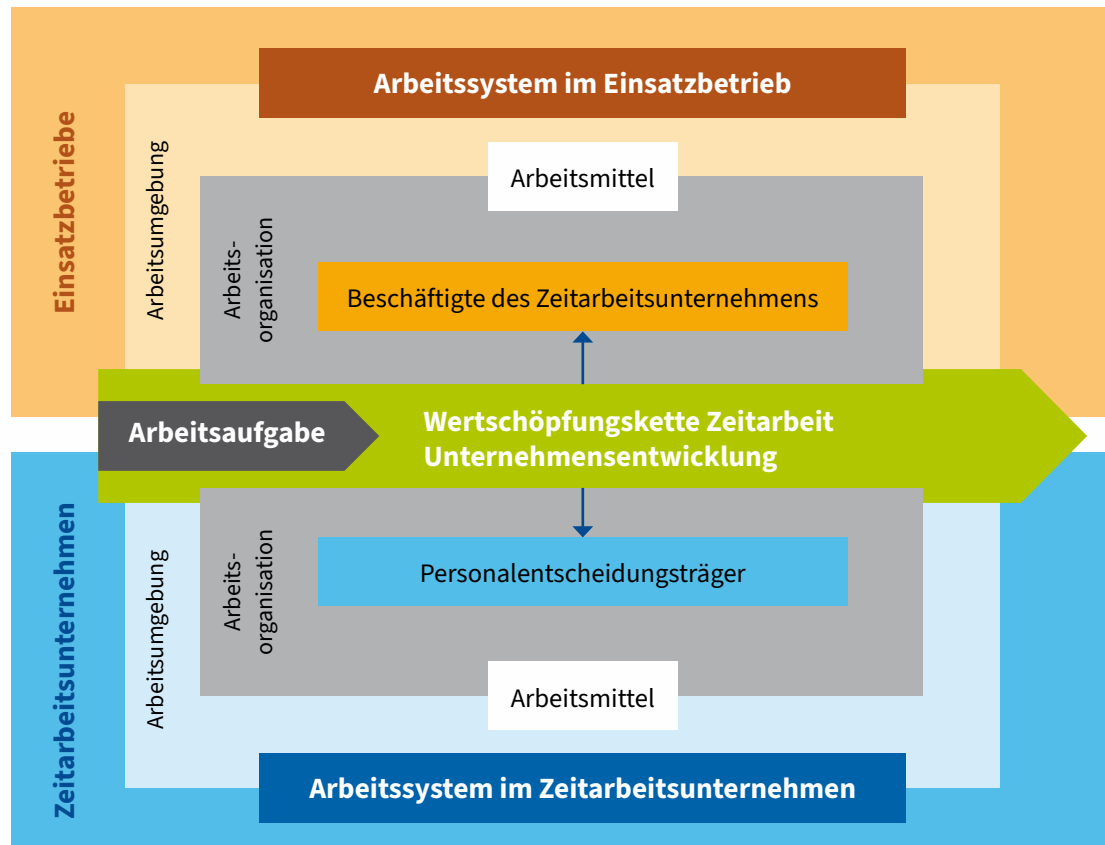 Arbeitssystem im Einsatzbetrieb
Einsatzbetriebe
Arbeitsumgebung
Arbeitsmittel
Arbeits-
organisation
Beschäftigte des Zeitarbeitsunternehmens
Arbeitsaufgabe
Wertschöpfungskette Zeitarbeit
Unternehmensentwicklung
Zeitarbeitsunternehmen
Arbeitsumgebung
Arbeits-
organisation
Personalentscheidungsträger
Arbeitsmittel
Arbeitssystem im Zeitarbeitsunternehmen